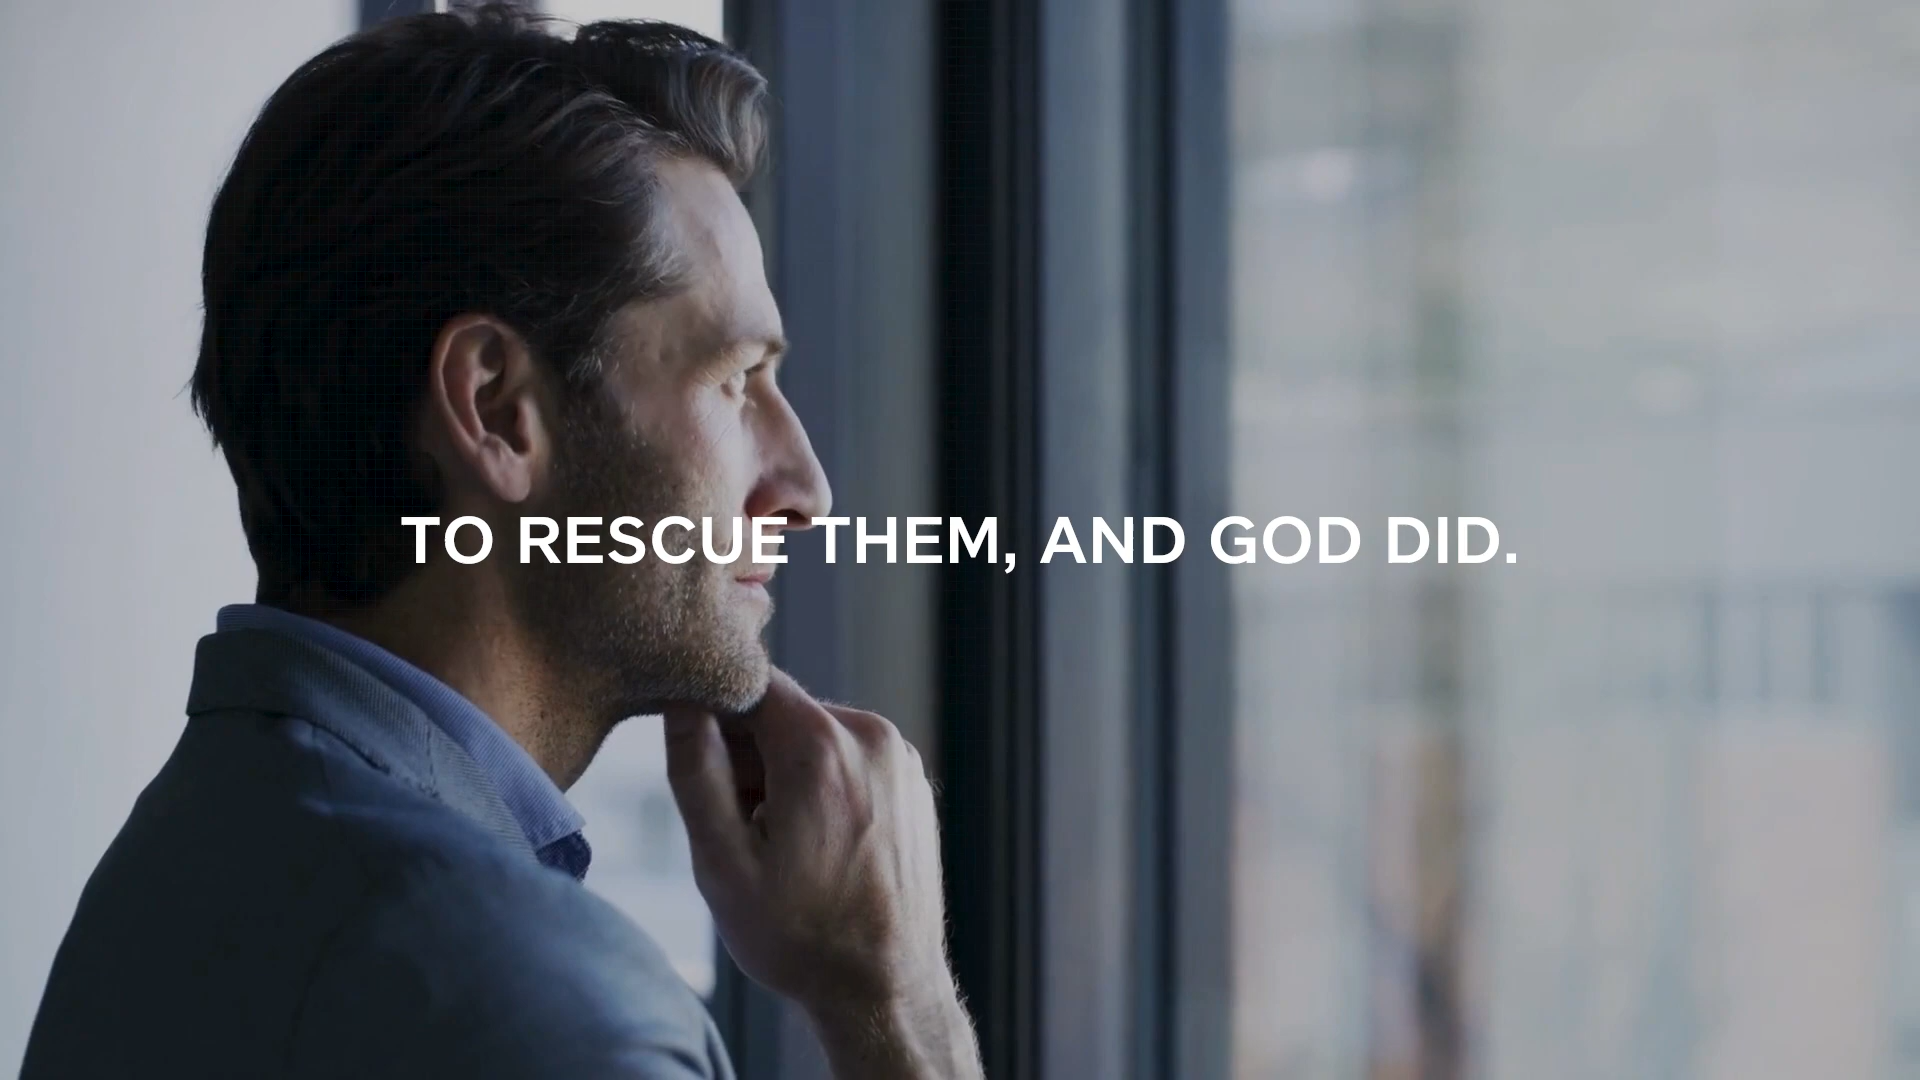 TO RESCUE THEM, AND GOD DID.